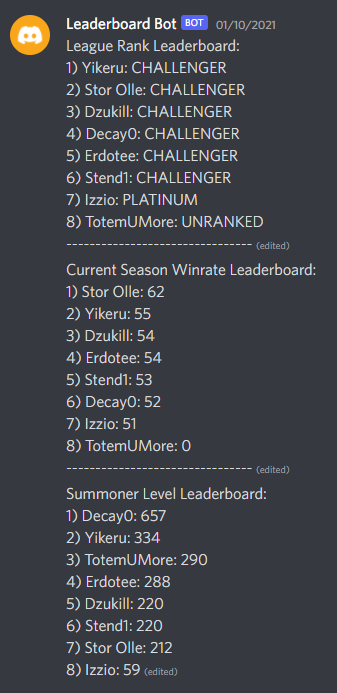 Leaderboard Bot BOT 01/10/2021
League Rank Leaderboard:
1) Yikeru: CHALLENGER
2) Stor Olle: CHALLENGER
3) Dzukill: CHALLENGER
4) Decay0: CHALLENGER
5) Erdotee: CHALLENGER
6) Stend1: CHALLENGER
7) Izzio: PLATINUM
8) TotemUMore: UNRANKED
-------------------------------- (edited)
Current Season Winrate Leaderboard:
1) Stor Olle: 62
2) Yikeru: 55
3) Dzukill: 54
4) Erdotee: 54
5) Stend1: 53
6) Decay0: 52
7) Izzio: 51
8) TotemUMore: 0
-------------------------------- (edited)
Summoner Level Leaderboard:
1) Decay0: 657
2) Yikeru: 334
3) TotemUMore: 290
4) Erdotee: 288
5) Dzukill: 220
6) Stend1: 220
7) Stor Olle: 212
8) Izzio: 59 (edited)